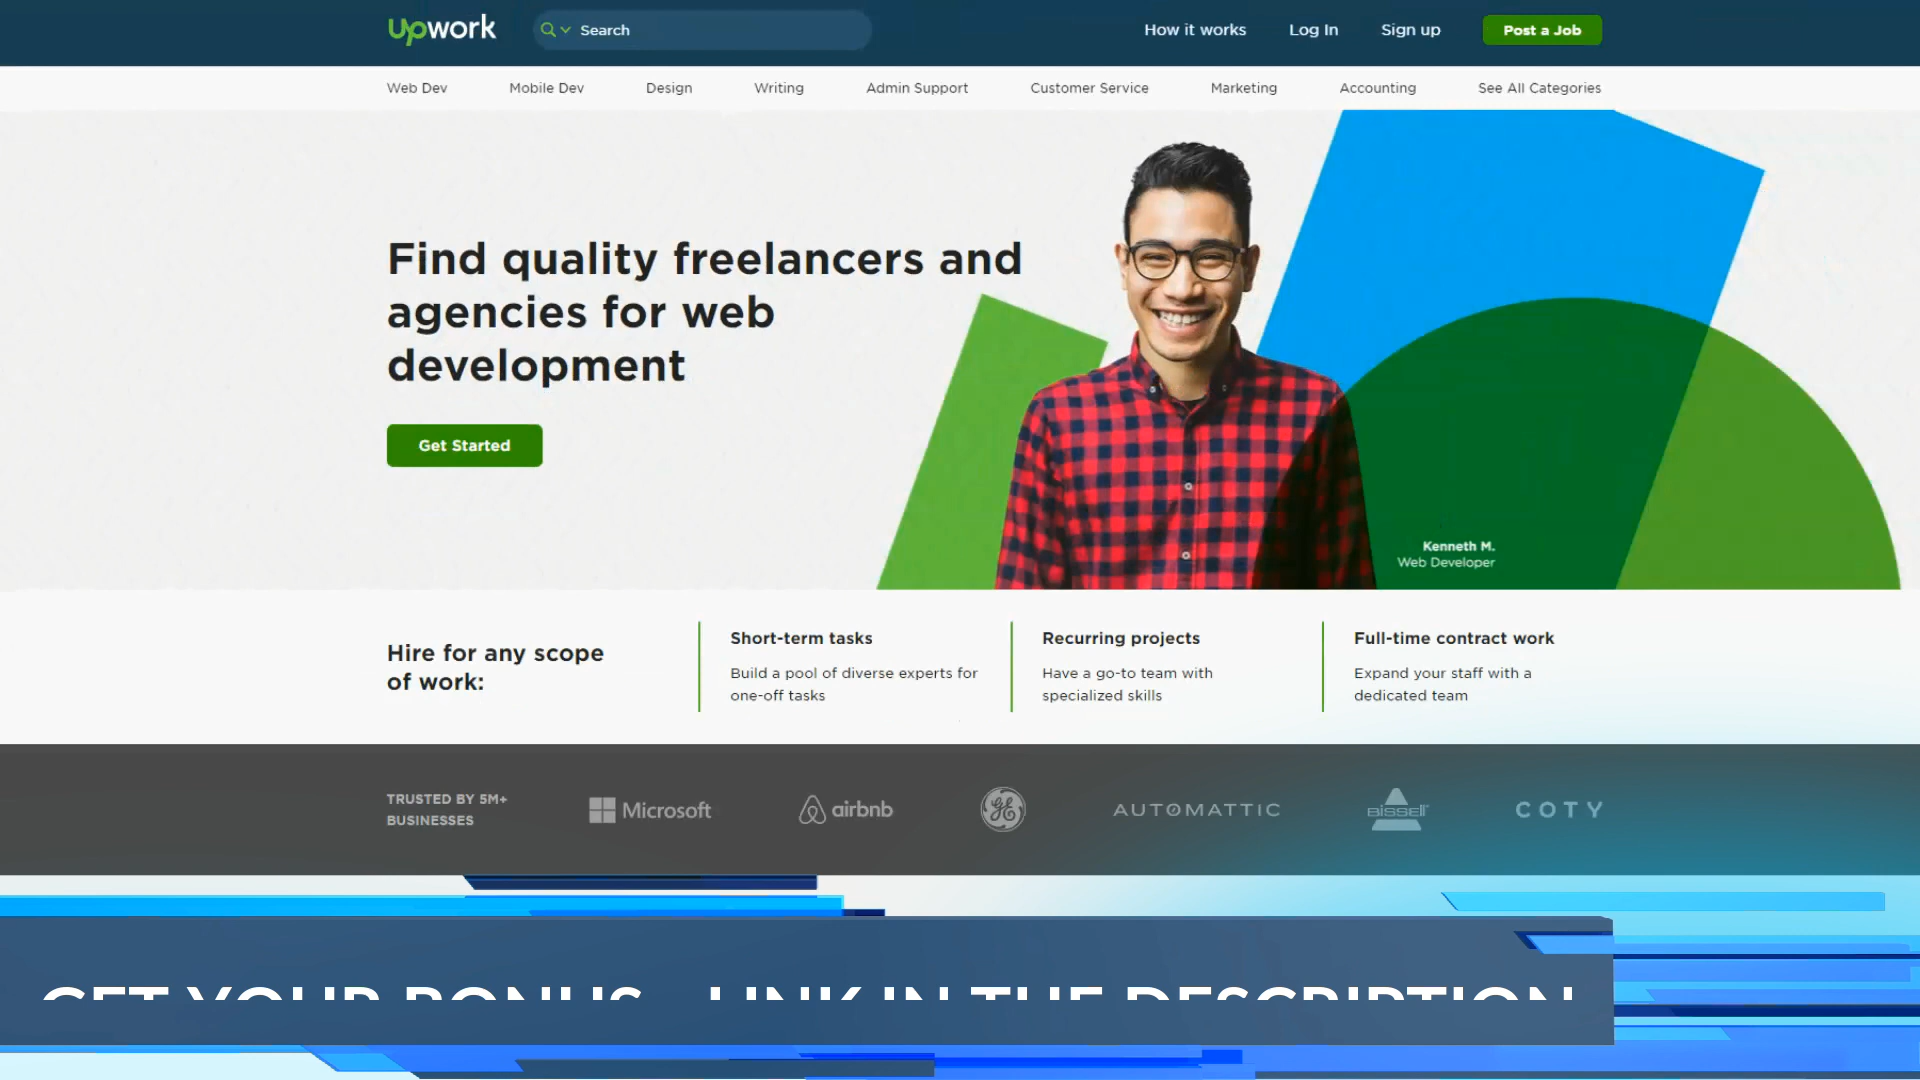 Upwork
Search
How it works
Log In
Sign up
Post a Job
Web Dev
Mobile Dev
Design
Writing
Admin Support
Customer Service
Marketing
Accounting
See All Categories
Find quality freelancers and
agencies for web
development
Get Started
Kenneth M.
Web Developer
Hire for any scope
of work:
Short-term tasks
Build a pool of diverse experts for
one-off tasks
Recurring projects
Have a go-to team with
specialized skills
Full-time contract work
Expand your staff with a
dedicated team
TRUSTED BY 5M+
BUSINESSES
Microsoft
airbnb
GE
AUTOMATTIC
BISSELL
COTY
GET YOUR BONUS - LINK IN THE DESCRIPTION